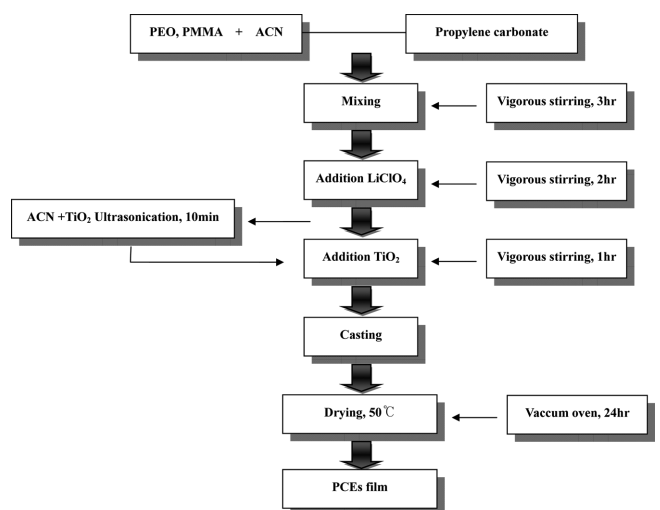 PEO, PMMA + ACN
Propylene carbonate
Mixing
Vigorous stirring, 3hr
Addition LiClO₄
Vigorous stirring, 2hr
ACN +TiO₂ Ultrasonication, 10min
Addition TiO₂
Vigorous stirring, 1hr
Casting
Drying, 50℃
Vaccum oven, 24hr
PCEs film